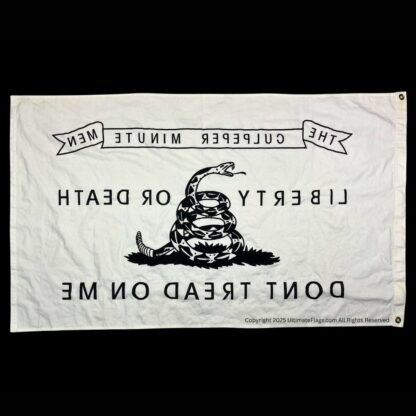 THE CULPEPER MINUTE MEN
LIBERTY OR DEATH
DONT TREAD ON ME
Copyright 2025 UltimateFlags.com All Rights Reserved